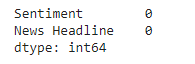 Sentiment 0
News Headline 0
dtype: int64